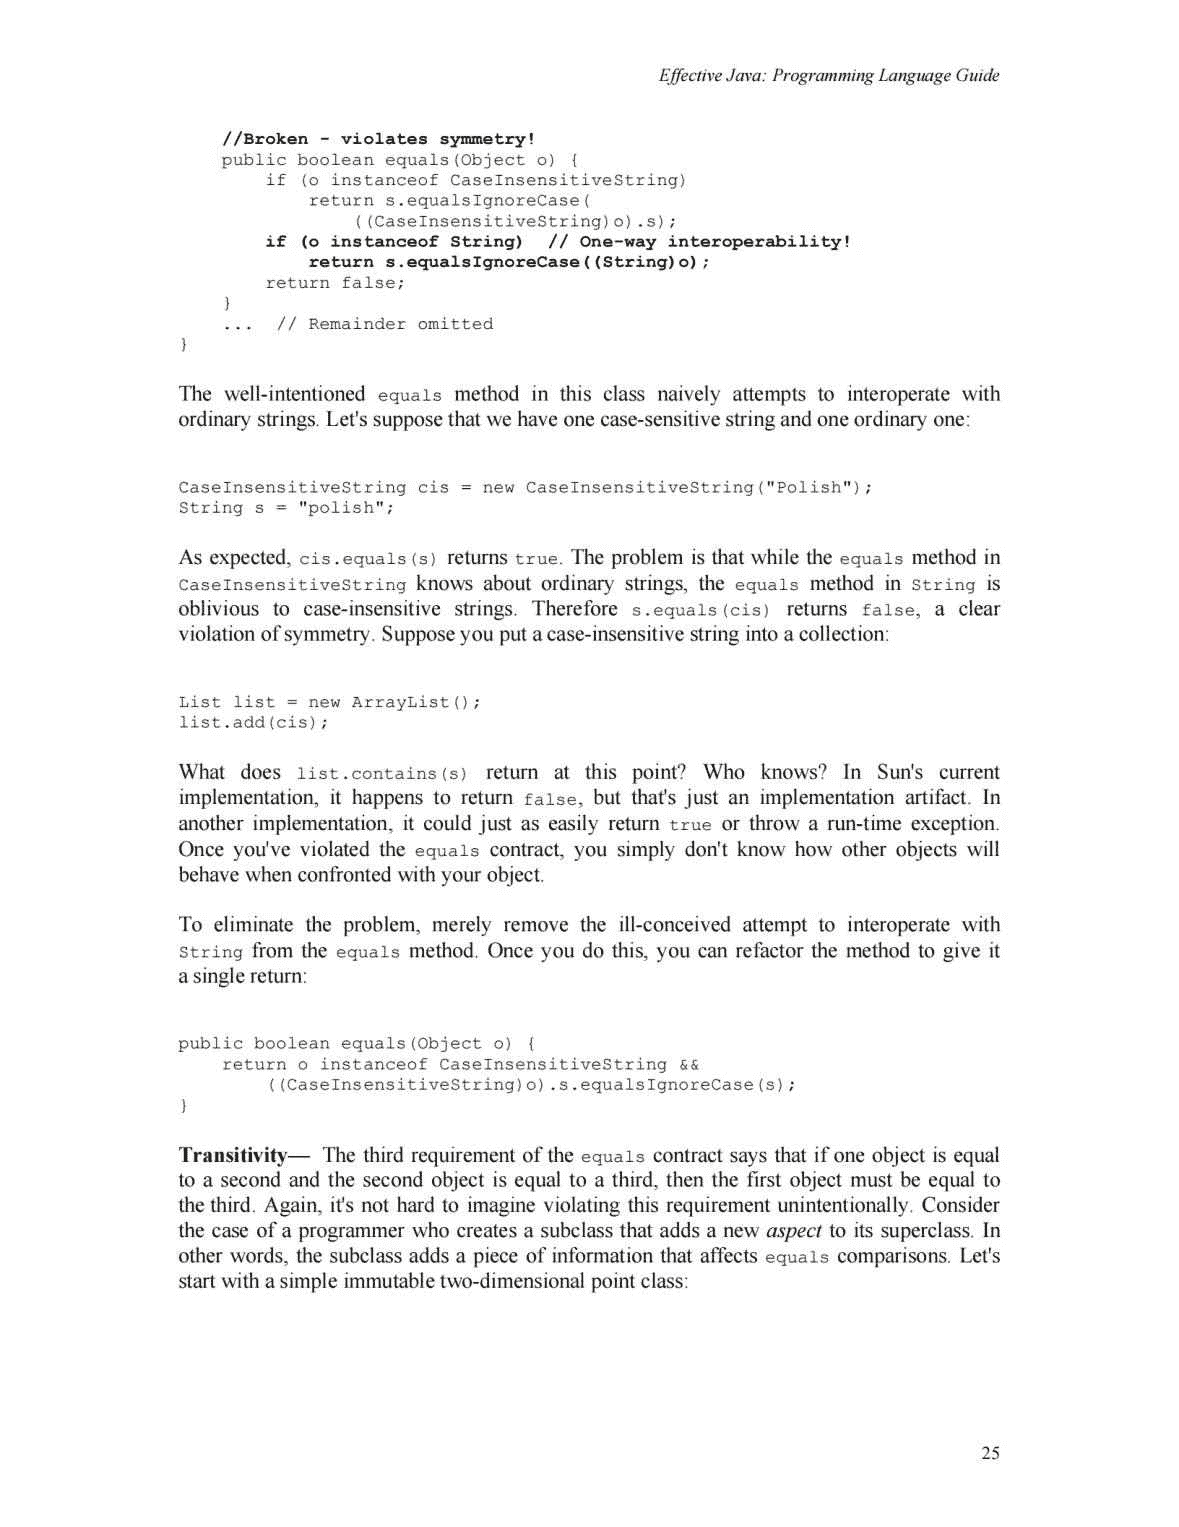 Effective Java: Programming Language Guide
//Broken - violates symmetry!
public boolean equals(Object o) {
if (o instanceof CaseInsensitiveString)
return s.equalsIgnoreCase(
((CaseInsensitiveString)o).s);
if (o instanceof String)  // One-way interoperability!
return s.equalsIgnoreCase((String)o);
return false;
}
...  // Remainder omitted
}
The well-intentioned equals method in this class naively attempts to interoperate with
ordinary strings. Let's suppose that we have one case-sensitive string and one ordinary one:
CaseInsensitiveString cis = new CaseInsensitiveString("Polish");
String s = "polish";
As expected, cis.equals(s) returns true. The problem is that while the equals method in
CaseInsensitiveString knows about ordinary strings, the equals method in String is
oblivious to case-insensitive strings. Therefore s.equals(cis) returns false, a clear
violation of symmetry. Suppose you put a case-insensitive string into a collection:
List list = new ArrayList();
list.add(cis);
What does list.contains(s) return at this point? Who knows? In Sun's current
implementation, it happens to return false, but that's just an implementation artifact. In
another implementation, it could just as easily return true or throw a run-time exception.
Once you've violated the equals contract, you simply don't know how other objects will
behave when confronted with your object.
To eliminate the problem, merely remove the ill-conceived attempt to interoperate with
String from the equals method. Once you do this, you can refactor the method to give it
a single return:
public boolean equals(Object o) {
return o instanceof CaseInsensitiveString &&
((CaseInsensitiveString)o).s.equalsIgnoreCase(s);
}
Transitivity— The third requirement of the equals contract says that if one object is equal
to a second and the second object is equal to a third, then the first object must be equal to
the third. Again, it's not hard to imagine violating this requirement unintentionally. Consider
the case of a programmer who creates a subclass that adds a new aspect to its superclass. In
other words, the subclass adds a piece of information that affects equals comparisons. Let's
start with a simple immutable two-dimensional point class:
25